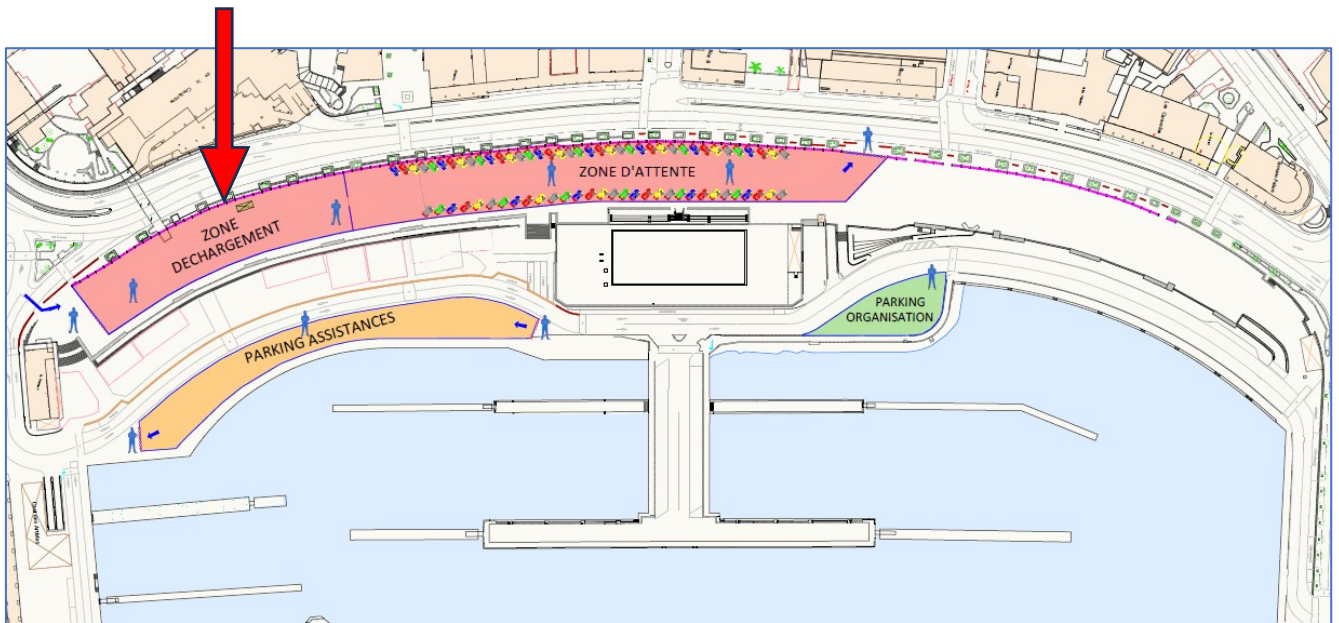 ZONE D'ATTENTE
ZONE
DECHARGEMENT
PARKING
ORGANISATION
PARKING ASSISTANCES